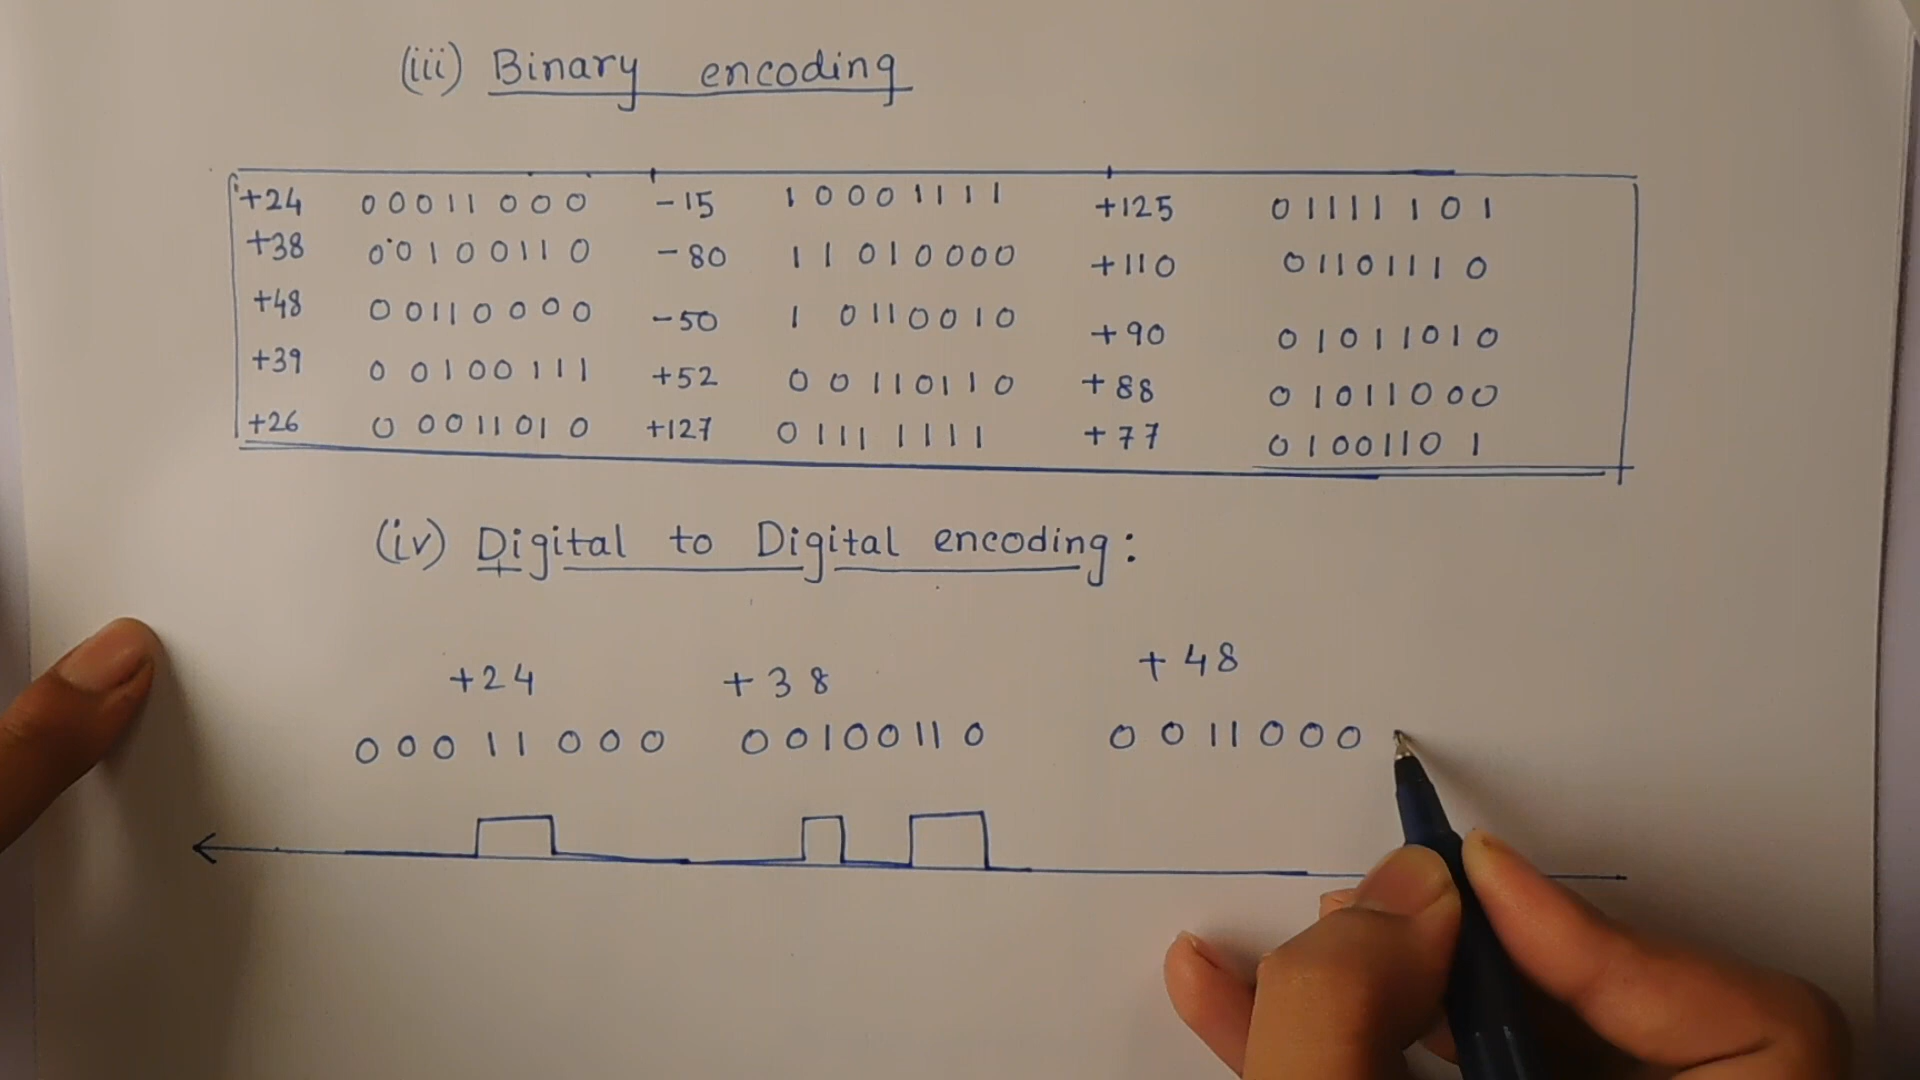 (iii) Binary encoding
+24 00011000 -15 10001111 +125 01111101
+38 00100110 -80 11010000 +110 01101110
+48 00110000 -50 10110010 +90 01011010
+39 00100111 +52 00110110 +88 01011000
+26 00011010 +127 01111111 +77 01001101
(iv) Digital to Digital encoding:
+24 +38 +48
00011000 00100110 0011000